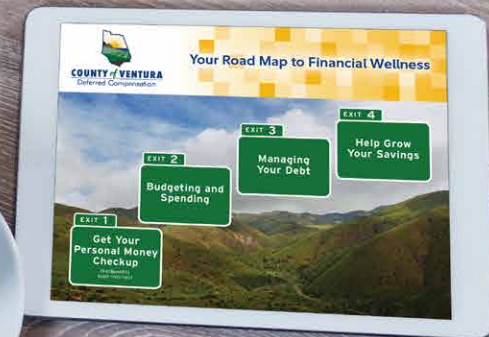 COUNTY of VENTURA
Deferred Compensation
Your Road Map to Financial Wellness
EXIT 1
Get Your
Personal Money
Checkup
EXIT 2
Budgeting and
Spending
EXIT 3
Managing
Your Debt
EXIT 4
Help Grow
Your Savings